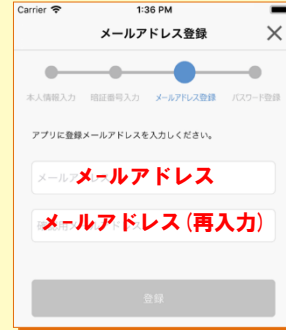 Carrier 1:36 PM
メールアドレス登録
本人情報入力 暗証番号入力 メールアドレス登録 パスワード登録
アプリに登録メールアドレスを入力ください。
メールアドレス
メールアドレス(再入力)
登録